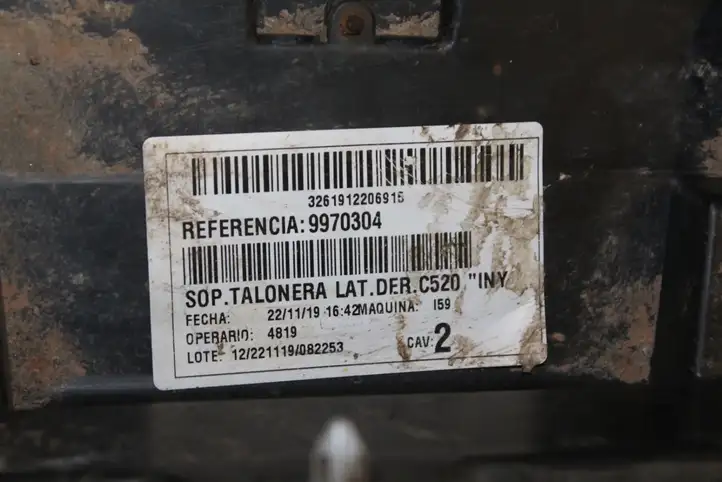 3261912206915
REFERENCIA: 9970304
SOP.TALONERA LAT.DER.C520 "INY
FECHA: 22/11/19 16:42 MAQUINA: I59
OPERARIO: 4819
LOTE: 12/221119/082253
CAV: 2